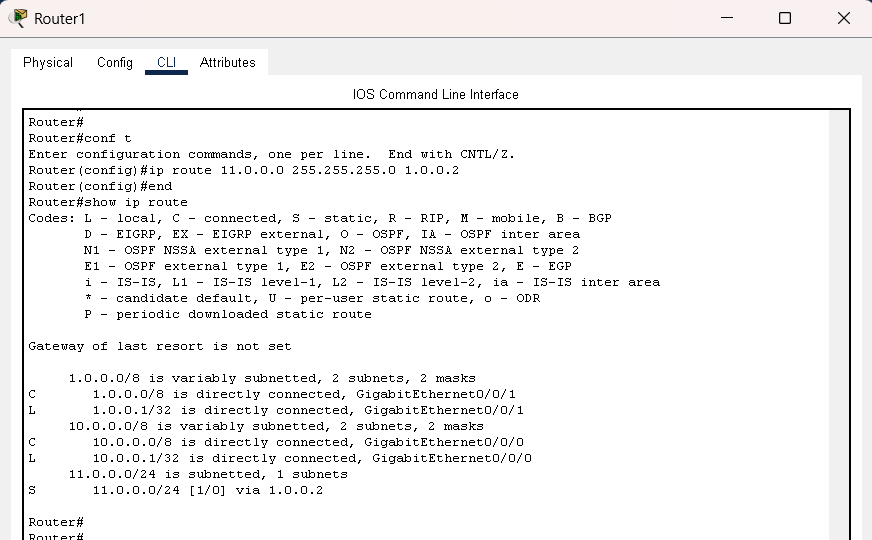 Router1
Physical Config CLI Attributes
IOS Command Line Interface
Router#
Router#conf t
Enter configuration commands, one per line.  End with CNTL/Z.
Router(config)#ip route 11.0.0.0 255.255.255.0 1.0.0.2
Router(config)#end
Router#show ip route
Codes: L - local, C - connected, S - static, R - RIP, M - mobile, B - BGP
       D - EIGRP, EX - EIGRP external, O - OSPF, IA - OSPF inter area
       N1 - OSPF NSSA external type 1, N2 - OSPF NSSA external type 2
       E1 - OSPF external type 1, E2 - OSPF external type 2, E - EGP
       i - IS-IS, L1 - IS-IS level-1, L2 - IS-IS level-2, ia - IS-IS inter area
       * - candidate default, U - per-user static route, o - ODR
       P - periodic downloaded static route
Gateway of last resort is not set
     1.0.0.0/8 is variably subnetted, 2 subnets, 2 masks
C       1.0.0.0/8 is directly connected, GigabitEthernet0/0/1
L       1.0.0.1/32 is directly connected, GigabitEthernet0/0/1
     10.0.0.0/8 is variably subnetted, 2 subnets, 2 masks
C       10.0.0.0/8 is directly connected, GigabitEthernet0/0/0
L       10.0.0.1/32 is directly connected, GigabitEthernet0/0/0
     11.0.0.0/24 is subnetted, 1 subnets
S       11.0.0.0/24 [1/0] via 1.0.0.2
Router#
Router#